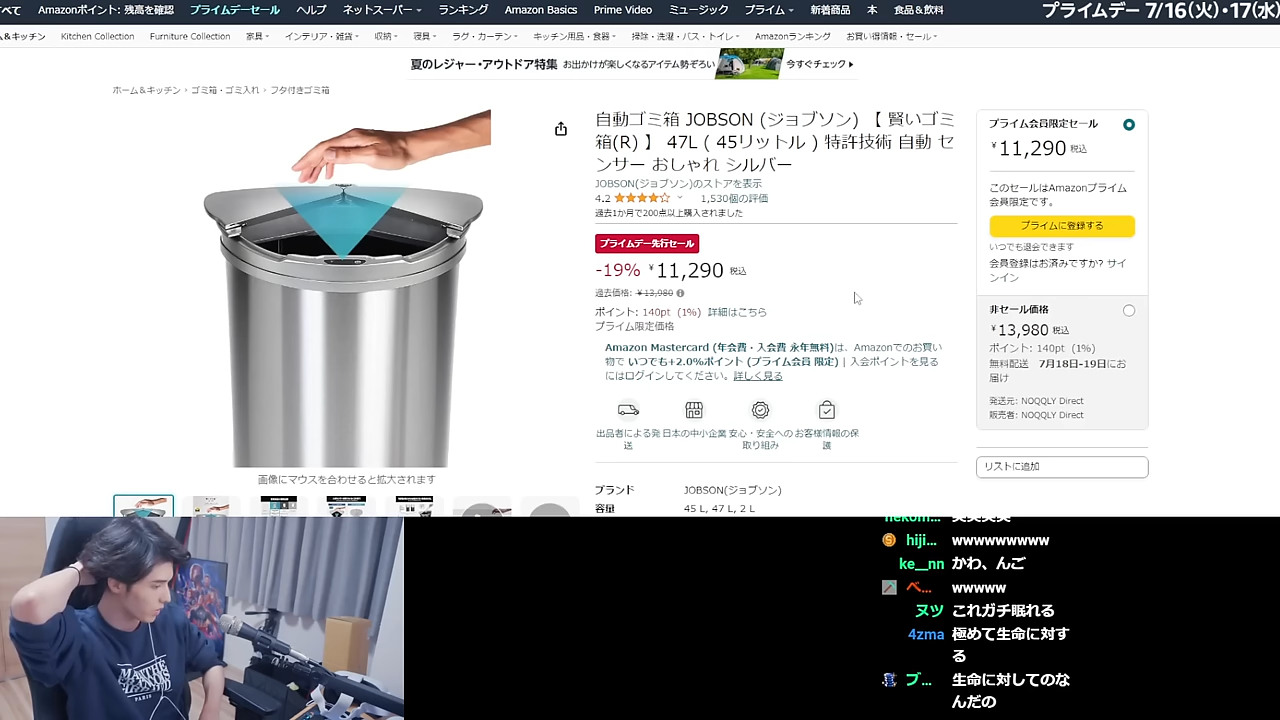 べて Amazonポイント: 残高を確認 プライムデーセール ヘルプ ネットスーパー ランキング Amazon Basics Prime Video ミュージック プライム 新着商品 本 食品＆飲料 プライムデー 7/16(火)・17(水)
ム＆キッチン Kitchen Collection Furniture Collection 家具 インテリア・雑貨 収納 寝具 ラグ・カーテン キッチン用品・食器 掃除・洗濯・バス・トイレ Amazonランキング お買い得情報・セール
夏のレジャー・アウトドア特集 お出かけが楽しくなるアイテム勢ぞろい 今すぐチェック
ホーム＆キッチン › ゴミ箱・ゴミ入れ › フタ付きゴミ箱
自動ゴミ箱 JOBSON (ジョブソン) 【 賢いゴミ
箱(R) 】 47L ( 45リットル ) 特許技術 自動 セ
ンサー おしゃれ シルバー
JOBSON(ジョブソン)のストアを表示
4.2 1,530個の評価
過去1か月で200点以上購入されました
プライムデー先行セール
-19% ¥11,290 税込
過去価格: ¥13,980
ポイント: 140pt (1%) 詳細はこちら
プライム限定価格
Amazon Mastercard (年会費・入会費 永年無料)は、Amazonでのお買い
物で いつでも+2.0%ポイント (プライム会員 限定) | 入会ポイントを見る
にはログインしてください。詳しく見る
出品者による発
送
日本の中小企業
安心・安全への
取り組み
お客様情報の保
護
ブランド JOBSON(ジョブソン)
容量 45 L, 47 L, 2 L
画像にマウスを合わせると拡大されます
プライム会員限定セール
¥11,290 税込
このセールはAmazonプライム
会員限定です。
プライムに登録する
いつでも退会できます
会員登録はお済みですか? サイ
ンイン
非セール価格
¥13,980 税込
ポイント: 140pt (1%)
無料配送 7月18日-19日にお
届け
発送元: NOQQLY Direct
販売者: NOQQLY Direct
リストに追加
hiji... wwwwwwwww
ke__nn かわ、んご
ベ... wwwww
ヌツ これガチ眠れる
4zma 極めて生命に対す
る
ブ... 生命に対してのな
んだの
PARIS